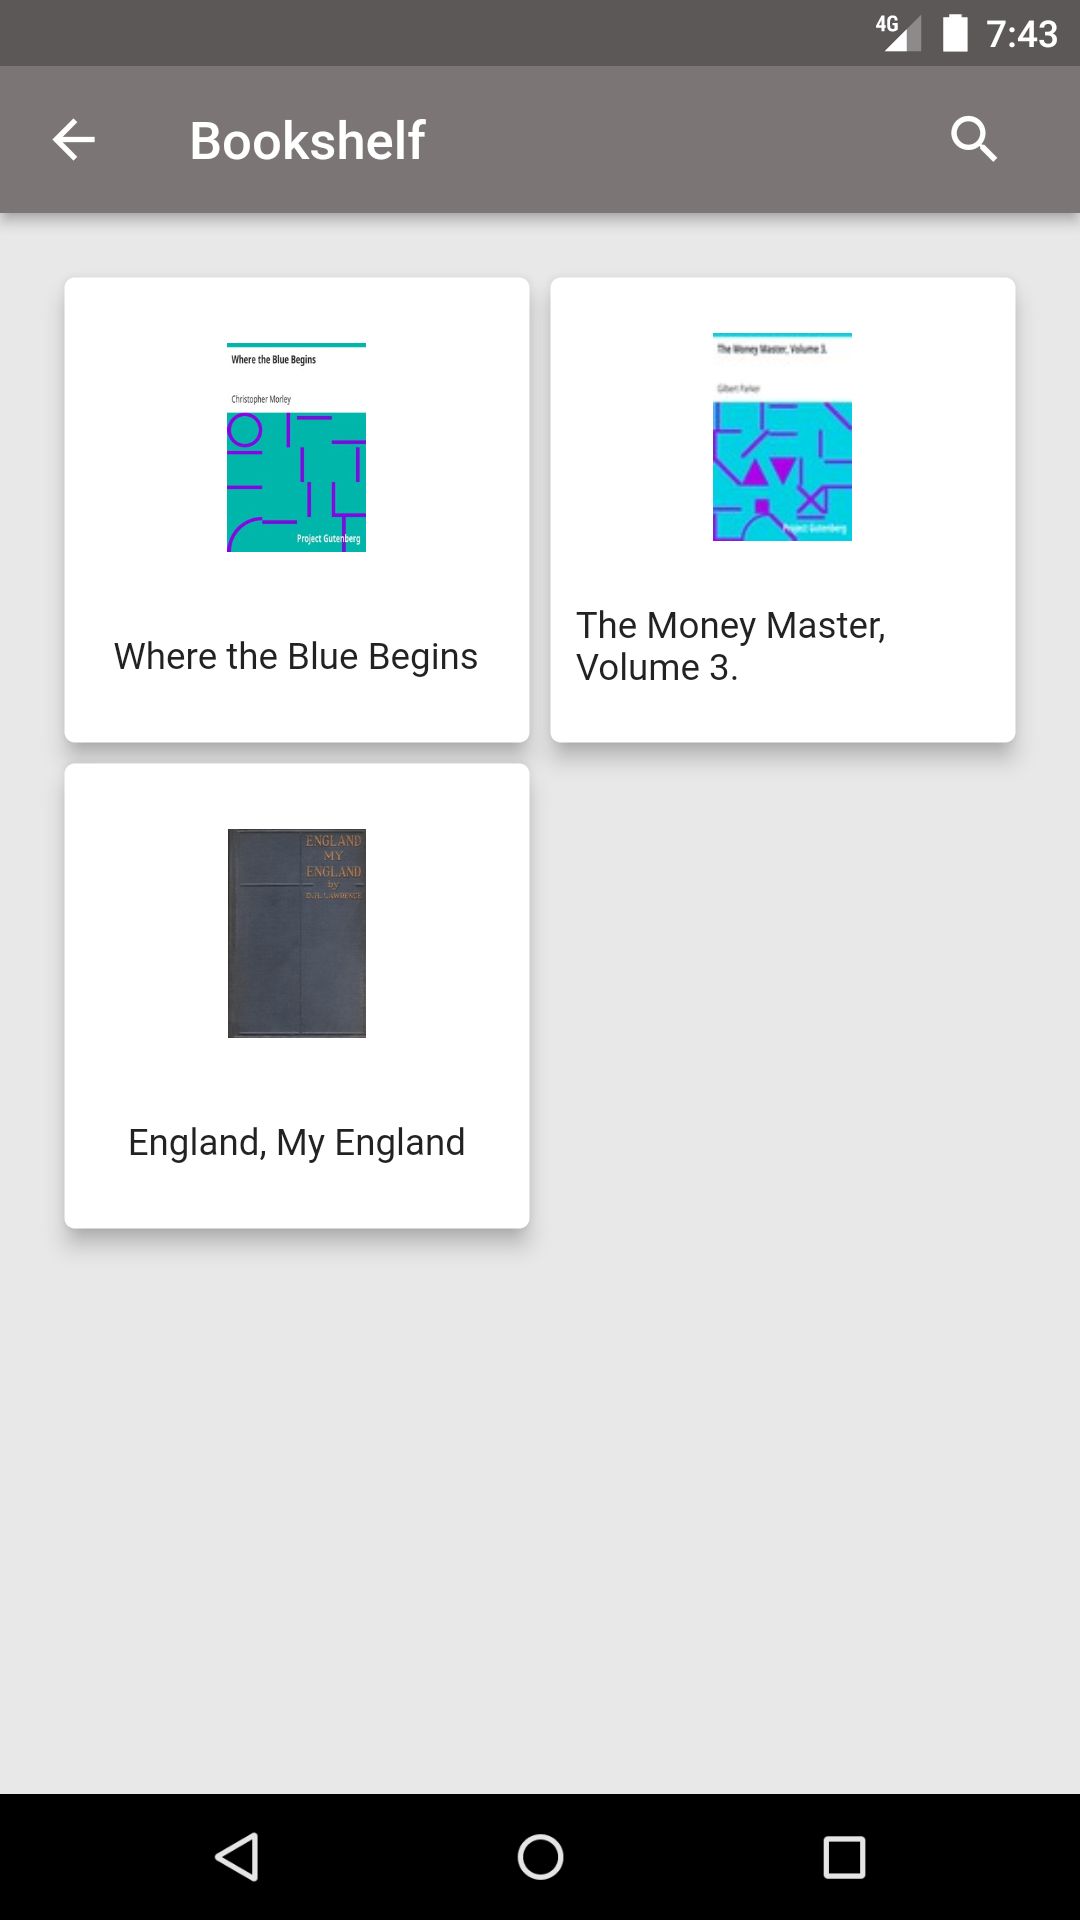 4G 7:43
Bookshelf
Where the Blue Begins
Christopher Morley
Project Gutenberg
Where the Blue Begins
The Money Master, Volume 3.
Gilbert Parker
Project Gutenberg
The Money Master,
Volume 3.
ENGLAND
MY
ENGLAND
by
D.H. LAWRENCE
England, My England